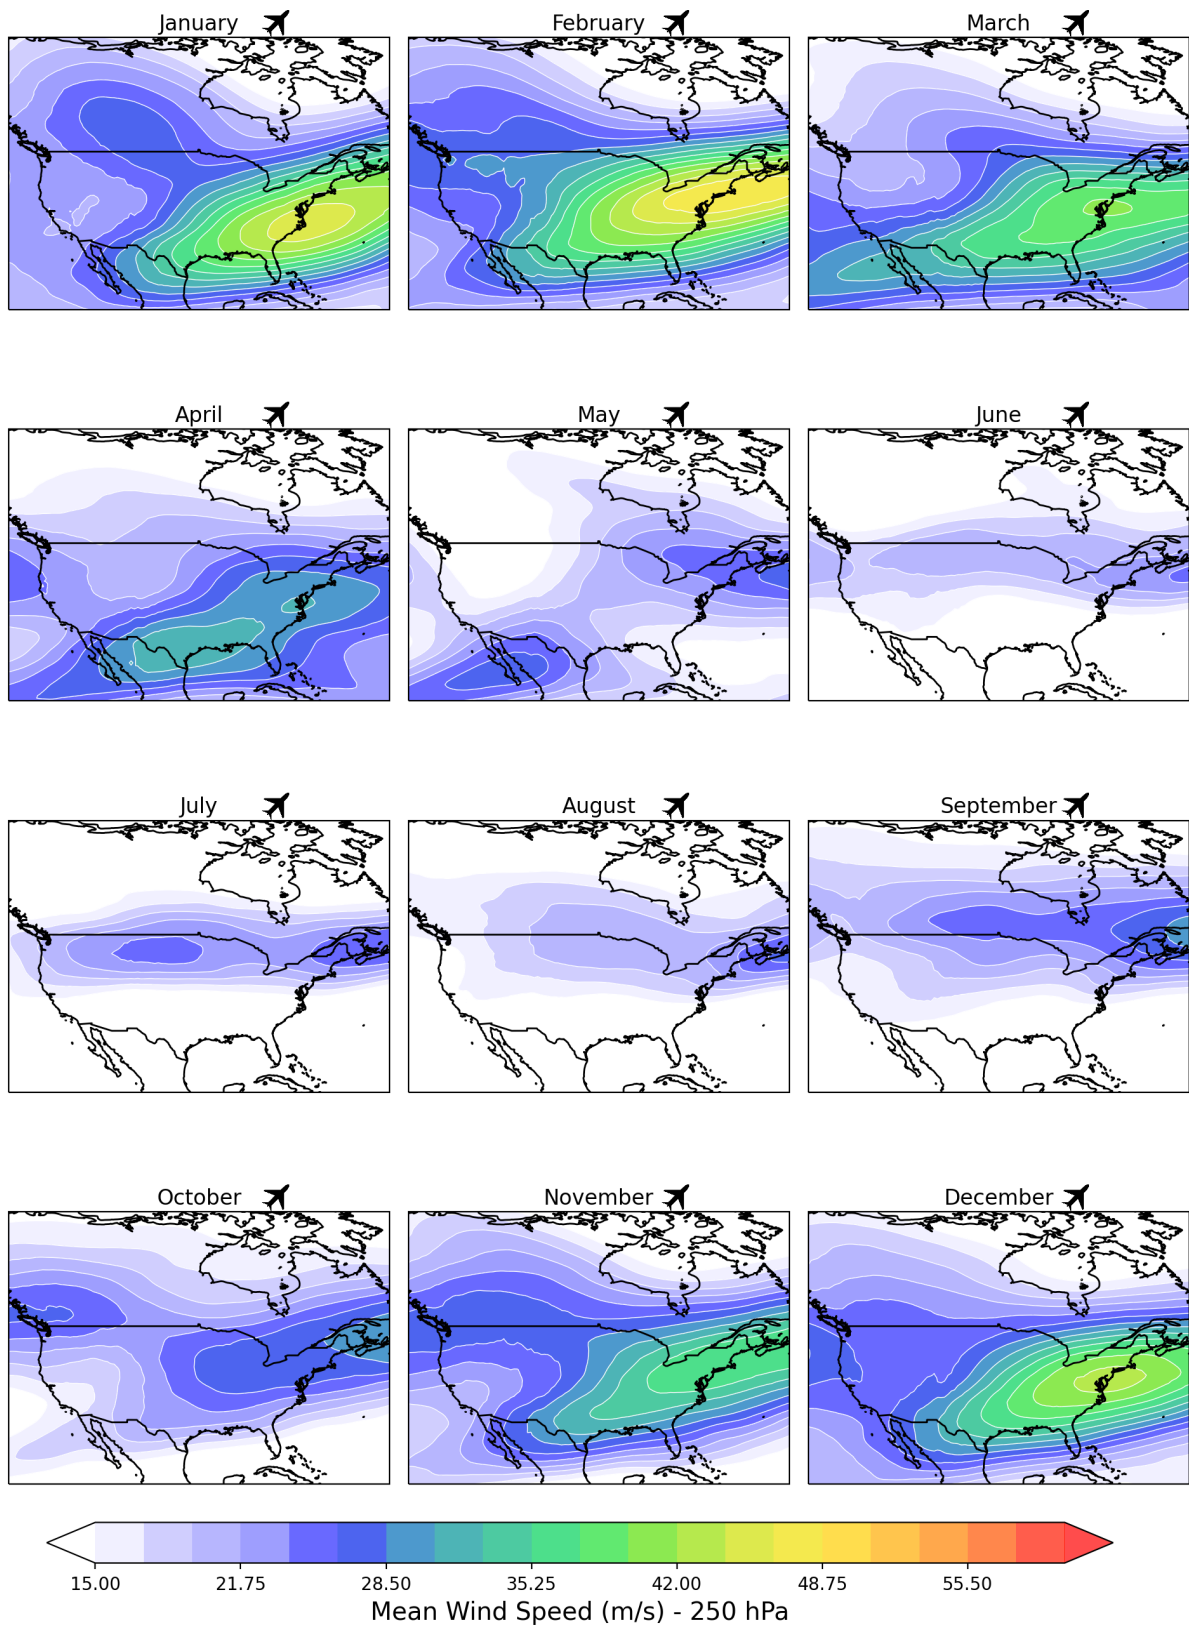 January
February
March
April
May
June
July
August
September
October
November
December
15.00 21.75 28.50 35.25 42.00 48.75 55.50
Mean Wind Speed (m/s) - 250 hPa